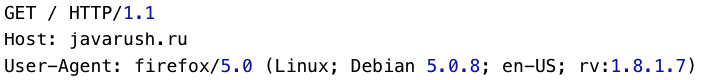 GET / HTTP/1.1
Host: javarush.ru
User-Agent: firefox/5.0 (Linux; Debian 5.0.8; en-US; rv:1.8.1.7)